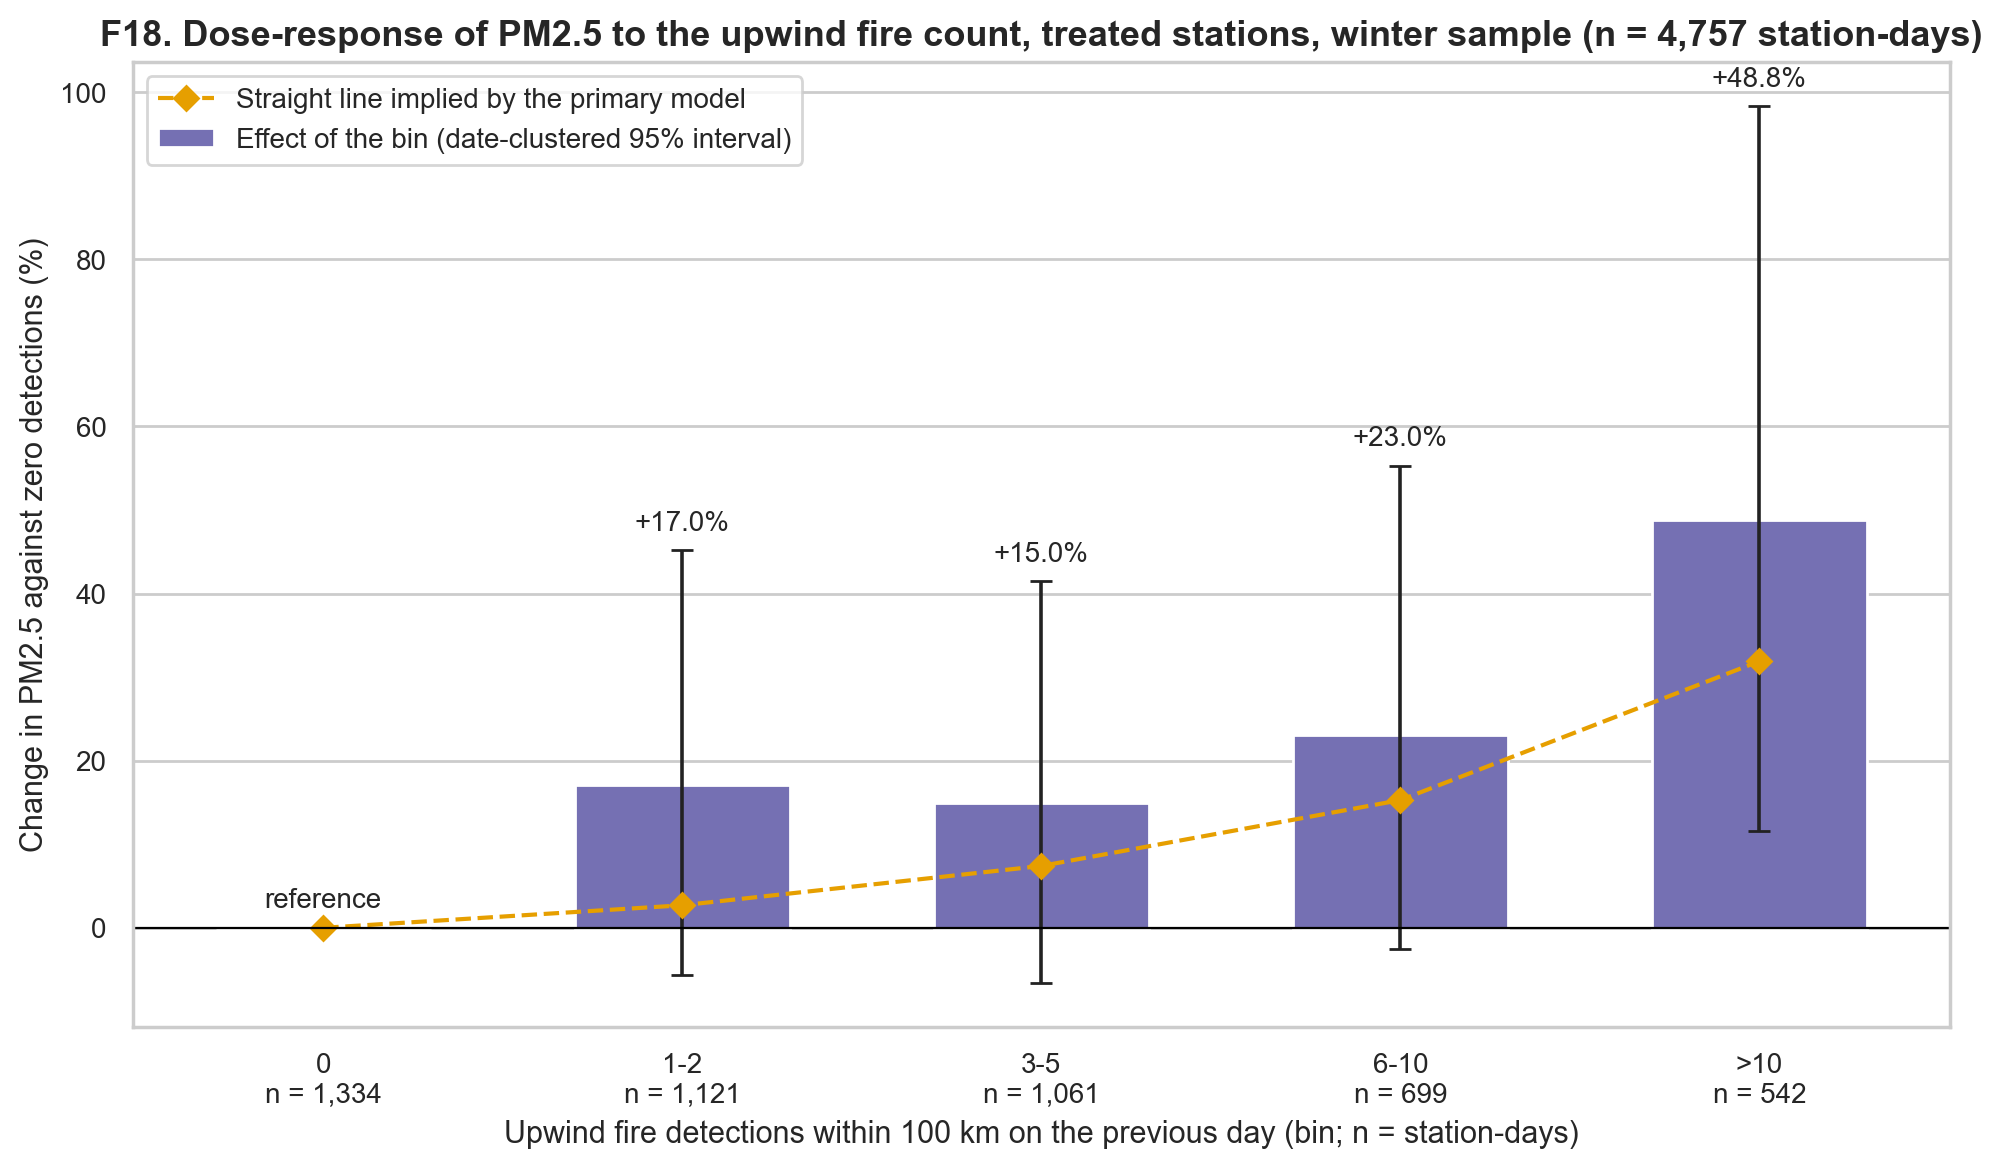 F18. Dose-response of PM2.5 to the upwind fire count, treated stations, winter sample (n = 4,757 station-days)
Straight line implied by the primary model
Effect of the bin (date-clustered 95% interval)
Change in PM2.5 against zero detections (%)
100
80
60
40
20
0
reference
+17.0%
+15.0%
+23.0%
+48.8%
0
n = 1,334
1-2
n = 1,121
3-5
n = 1,061
6-10
n = 699
>10
n = 542
Upwind fire detections within 100 km on the previous day (bin; n = station-days)